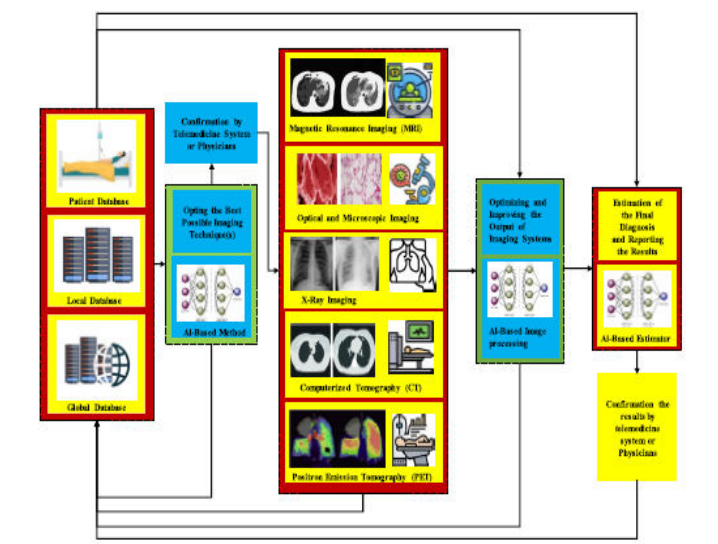 Patient Database
Local Database
Global Database
Confirmation by
Telemedicine System
or Physicians
Opting the Best
Possible Imaging
Technique(s)
AI-Based Method
Magnetic Resonance Imaging (MRI)
Optical and Microscopic Imaging
X-Ray Imaging
Computerized Tomography (CT)
Positron Emission Tomography (PET)
Optimizing and
Improving the
Output of
Imaging Systems
AI-Based Image
processing
Estimation of
the Final
Diagnosis
and Reporting
the Results
AI-Based Estimator
Confirmation the
results by
telemedicine
system or
Physicians